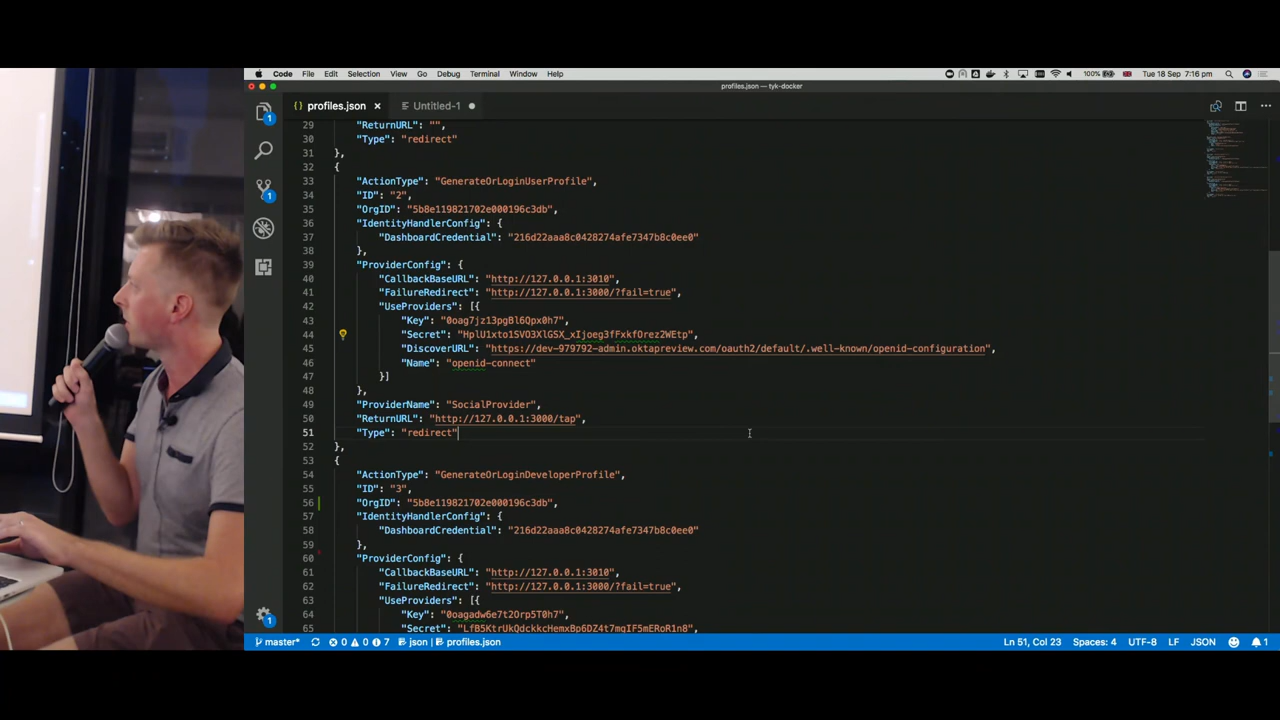 Code File Edit Selection View Go Debug Terminal Window Help 100% Tue 18 Sep 7:16 pm
profiles.json — tyk-docker
{} profiles.json × Untitled-1
29 "ReturnURL": "",
30 "Type": "redirect"
31 },
32 {
33 "ActionType": "GenerateOrLoginUserProfile",
34 "ID": "2",
35 "OrgID": "5b8e119821702e000196c3db",
36 "IdentityHandlerConfig": {
37 "DashboardCredential": "216d22aaa8c0428274afe7347b8c0ee0"
38 },
39 "ProviderConfig": {
40 "CallbackBaseURL": "http://127.0.0.1:3010",
41 "FailureRedirect": "http://127.0.0.1:3000/?fail=true",
42 "UseProviders": [{
43 "Key": "0oag7jz13pgBl6Qpx0h7",
44 "Secret": "HplU1xto1SVO3XlGSX_xIjoeg3fFxkfOrez2WEtp",
45 "DiscoverURL": "https://dev-979792-admin.oktapreview.com/oauth2/default/.well-known/openid-configuration",
46 "Name": "openid-connect"
47 }]
48 },
49 "ProviderName": "SocialProvider",
50 "ReturnURL": "http://127.0.0.1:3000/tap",
51 "Type": "redirect"
52 },
53 {
54 "ActionType": "GenerateOrLoginDeveloperProfile",
55 "ID": "3",
56 "OrgID": "5b8e119821702e000196c3db",
57 "IdentityHandlerConfig": {
58 "DashboardCredential": "216d22aaa8c0428274afe7347b8c0ee0"
59 },
60 "ProviderConfig": {
61 "CallbackBaseURL": "http://127.0.0.1:3010",
62 "FailureRedirect": "http://127.0.0.1:3000/?fail=true",
63 "UseProviders": [{
64 "Key": "0oagadw6e7t2Orp5T0h7",
65 "Secret": "LfB5KtrUkQdckkcHemxBp6DZ4t7mgIF5mERoR1n8",
master* 0 0 7 json | profiles.json Ln 51, Col 23 Spaces: 4 UTF-8 LF JSON 1